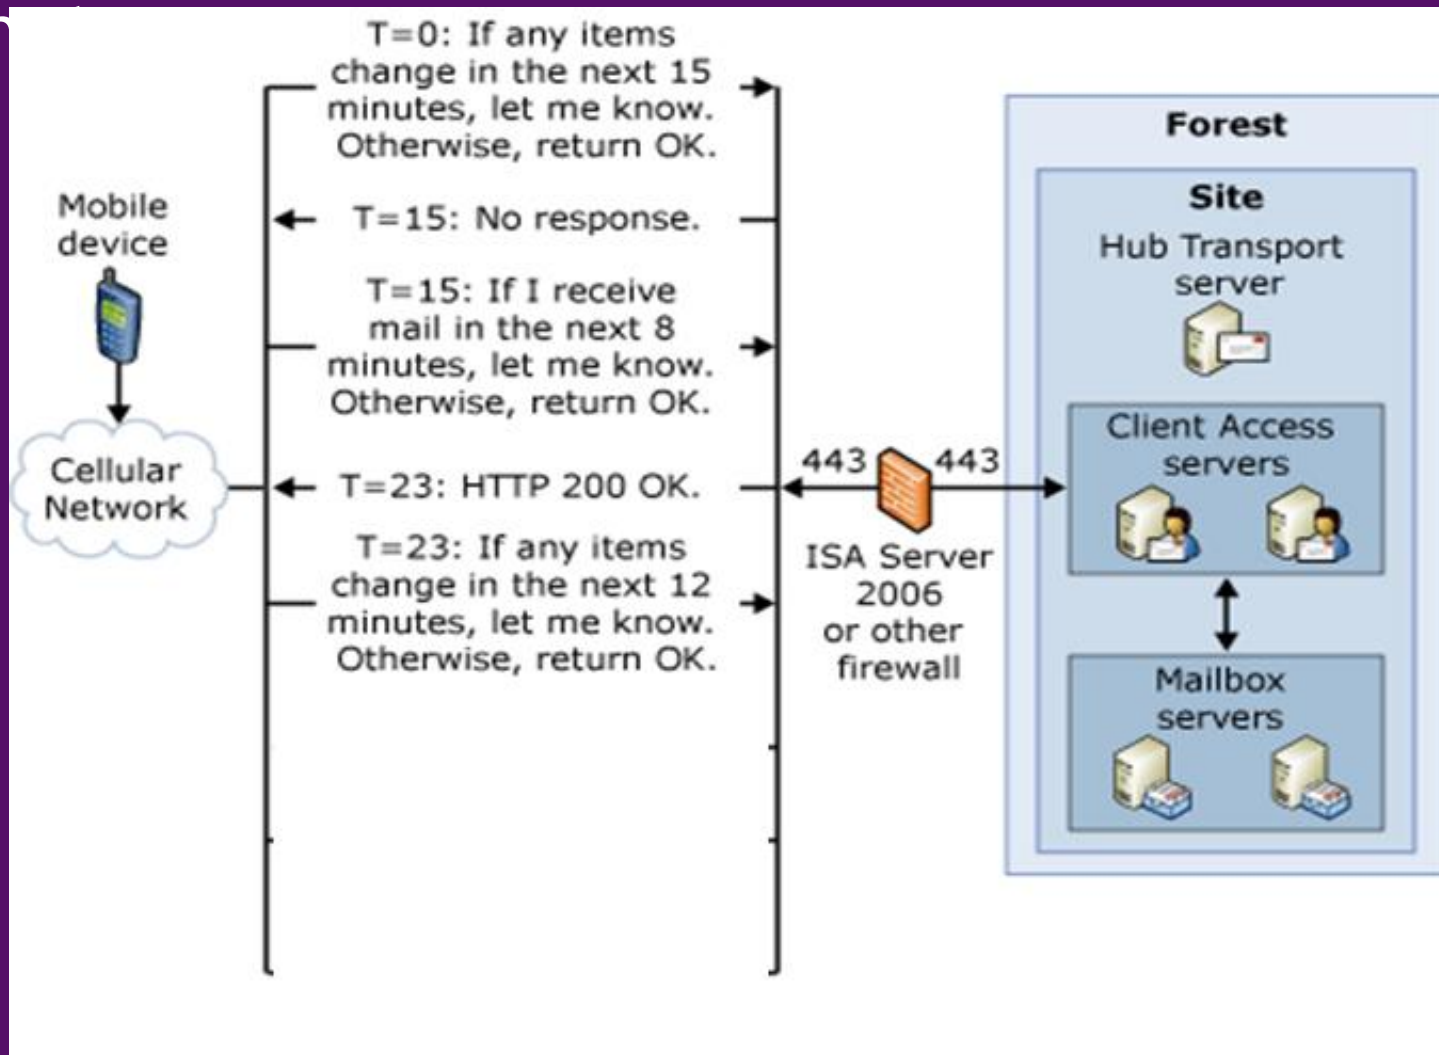 T=0: If any items
change in the next 15
minutes, let me know.
Otherwise, return OK.
T=15: No response.
T=15: If I receive
mail in the next 8
minutes, let me know.
Otherwise, return OK.
T=23: HTTP 200 OK.
T=23: If any items
change in the next 12
minutes, let me know.
Otherwise, return OK.
Mobile
device
Cellular
Network
443
443
ISA Server
2006
or other
firewall
Forest
Site
Hub Transport
server
Client Access
servers
Mailbox
servers